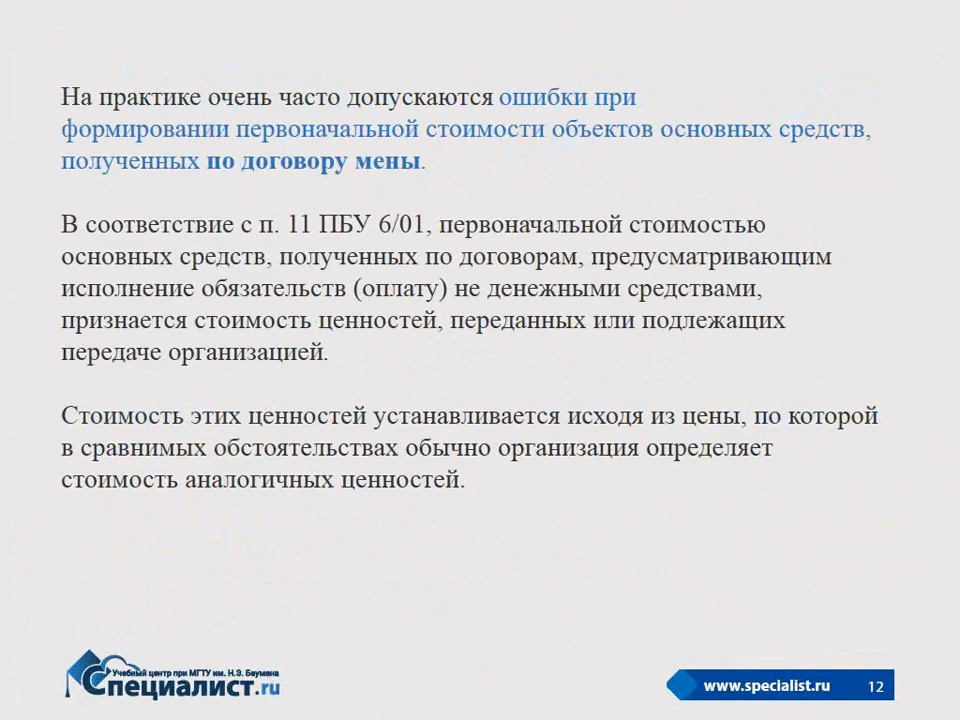 На практике очень часто допускаются ошибки при
формировании первоначальной стоимости объектов основных средств,
полученных по договору мены.
В соответствие с п. 11 ПБУ 6/01, первоначальной стоимостью
основных средств, полученных по договорам, предусматривающим
исполнение обязательств (оплату) не денежными средствами,
признается стоимость ценностей, переданных или подлежащих
передаче организацией.
Стоимость этих ценностей устанавливается исходя из цены, по которой
в сравнимых обстоятельствах обычно организация определяет
стоимость аналогичных ценностей.
Учебный центр при МГТУ им. Н.Э. Баумана
Специалист.ru
www.specialist.ru 12